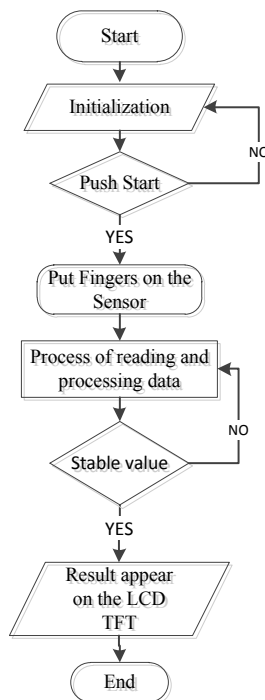 Start
Initialization
NO
Push Start
YES
Put Fingers on the
Sensor
Process of reading and
processing data
NO
Stable value
YES
Result appear
on the LCD
TFT
End